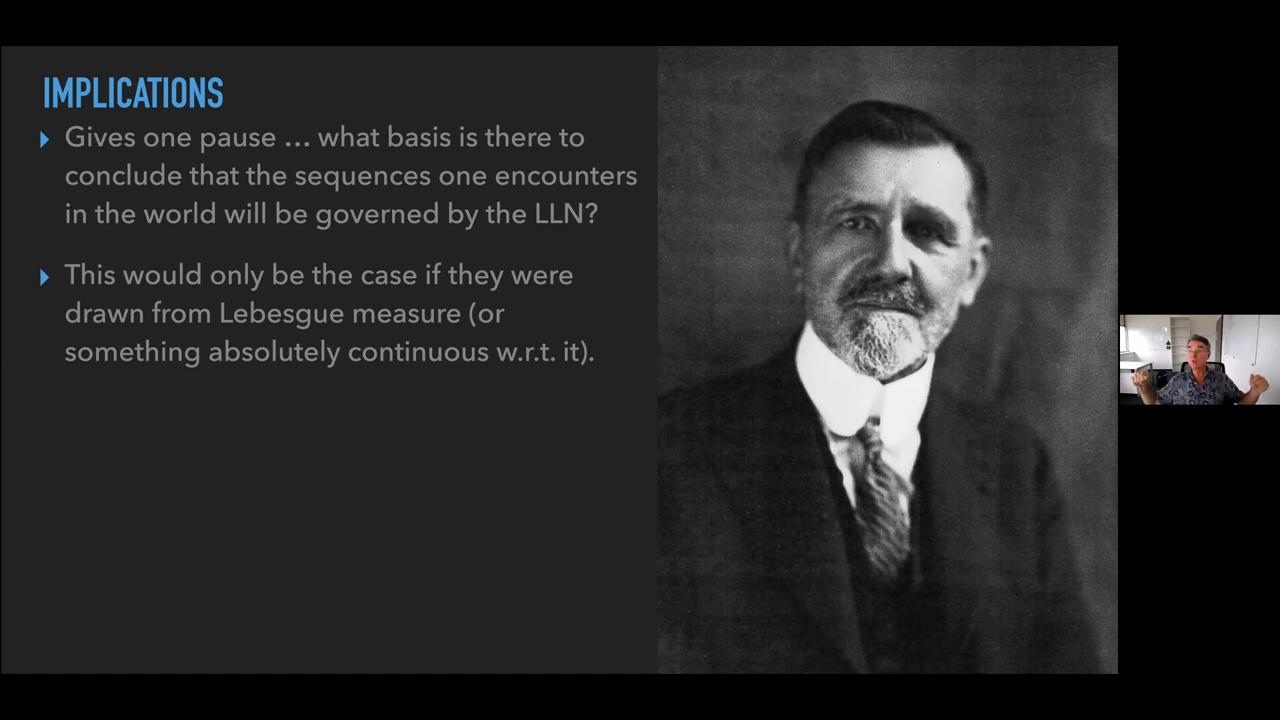 IMPLICATIONS
Gives one pause … what basis is there to
conclude that the sequences one encounters
in the world will be governed by the LLN?
This would only be the case if they were
drawn from Lebesgue measure (or
something absolutely continuous w.r.t. it).